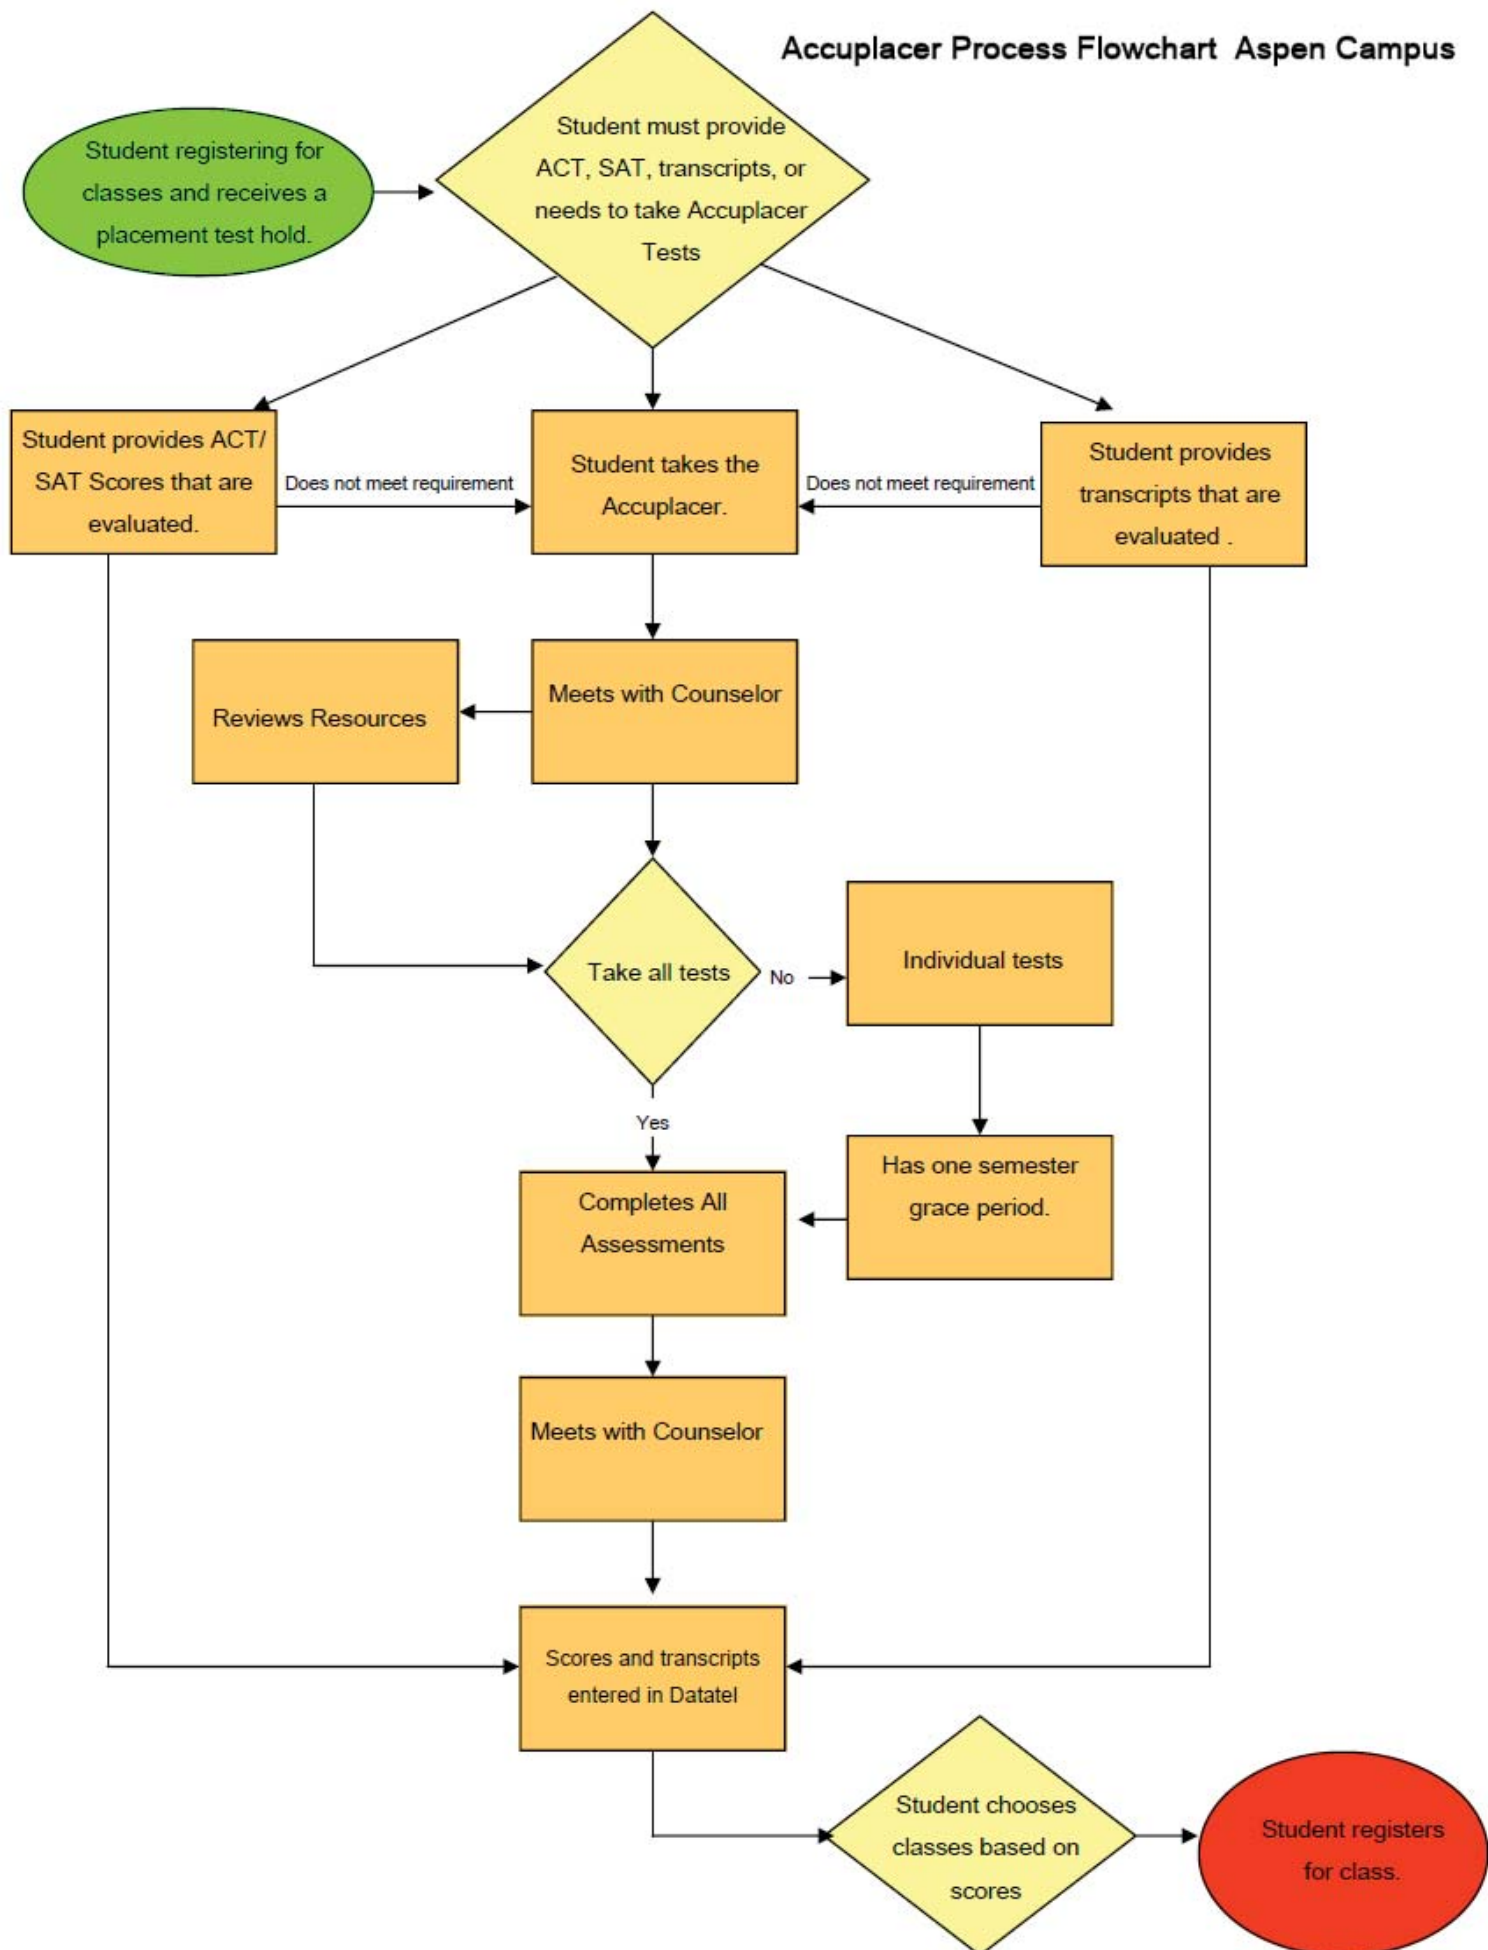 Accuplacer Process Flowchart Aspen Campus
Student registering for
classes and receives a
placement test hold.
Student must provide
ACT, SAT, transcripts, or
needs to take Accuplacer
Tests
Student provides ACT/
SAT Scores that are
evaluated.
Does not meet requirement
Student takes the
Accuplacer.
Does not meet requirement
Student provides
transcripts that are
evaluated .
Reviews Resources
Meets with Counselor
Take all tests
No
Individual tests
Yes
Has one semester
grace period.
Completes All
Assessments
Meets with Counselor
Scores and transcripts
entered in Datatel
Student chooses
classes based on
scores
Student registers
for class.